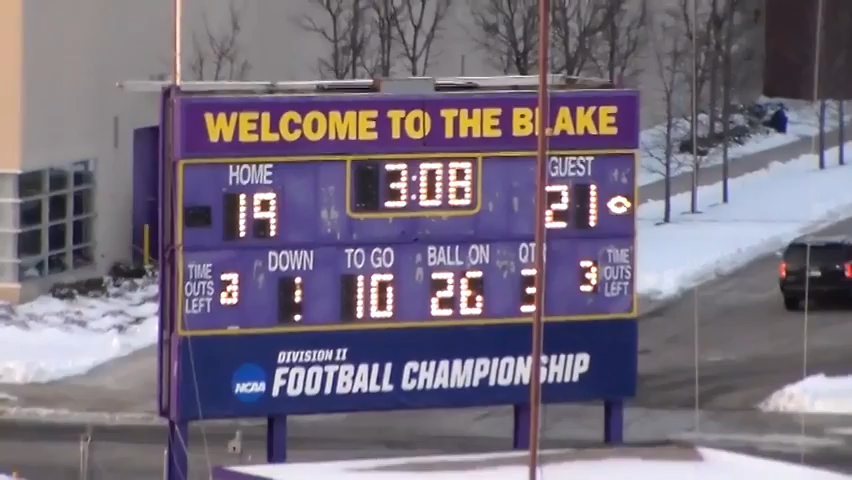 WELCOME TO THE BLAKE
HOME 3:08 GUEST
19 21
TIME OUTS LEFT 3 DOWN 1 TO GO 10 BALL ON 26 QTR 3 3 TIME OUTS LEFT
DIVISION II
NCAA FOOTBALL CHAMPIONSHIP